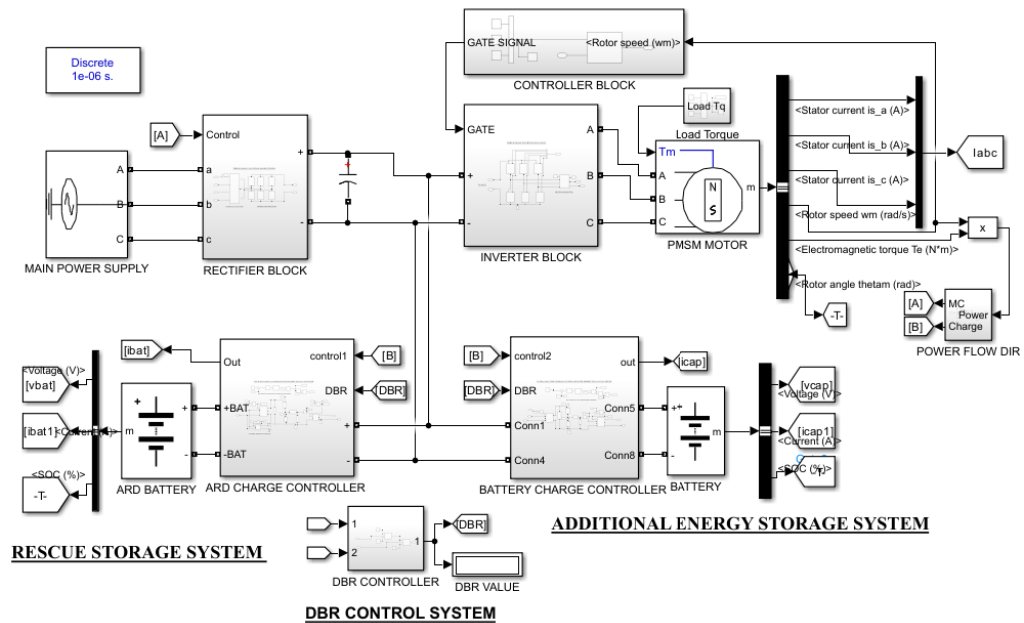 Discrete
1e-06 s.
GATE SIGNAL
<Rotor speed (wm)>
CONTROLLER BLOCK
[A]
Control
A
B
C
a
b
c
+
-
MAIN POWER SUPPLY
RECTIFIER BLOCK
+
GATE
+
-
A
B
C
INVERTER BLOCK
Load Tq
Load Torque
Tm
A
B
C
N
S
m
PMSM MOTOR
<Stator current is_a (A)>
<Stator current is_b (A)>
<Stator current is_c (A)>
<Rotor speed wm (rad/s)>
<Electromagnetic torque Te (N*m)>
<Rotor angle thetam (rad)>
-T-
Iabc
x
[A]
[B]
MC
Power
Charge
POWER FLOW DIR
<Voltage (V)>
[vbat]
[ibat1]
<Current (A)>
<SOC (%)>
-T-
m
+
+
-
ARD BATTERY
[ibat]
Out
control1
[B]
DBR
[DBR]
+BAT
-BAT
+
-
ARD CHARGE CONTROLLER
[B]
control2
[DBR]
DBR
Conn1
Conn4
out
[icap]
Conn5
Conn8
BATTERY CHARGE CONTROLLER
+
+
-
m
BATTERY
[vcap]
<Voltage (V)>
[icap1]
<Current (A)>
<SOC (%)>
RESCUE STORAGE SYSTEM
ADDITIONAL ENERGY STORAGE SYSTEM
1
2
1
[DBR]
DBR CONTROLLER
DBR VALUE
DBR CONTROL SYSTEM